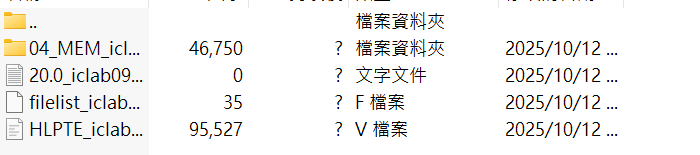 ..
檔案資料夾
04_MEM_icl... 46,750 ? 檔案資料夾 2025/10/12 ...
20.0_iclab09... 0 ? 文字文件 2025/10/12 ...
filelist_iclab... 35 ? F 檔案 2025/10/12 ...
HLPTE_iclab... 95,527 ? V 檔案 2025/10/12 ...